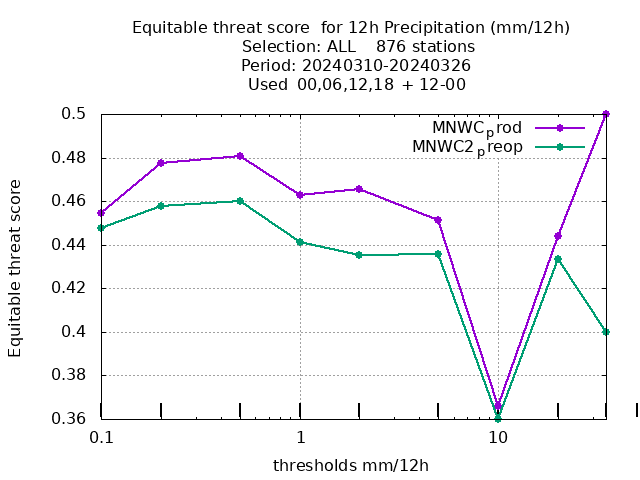 Equitable threat score  for 12h Precipitation (mm/12h)
Selection: ALL    876 stations
Period: 20240310-20240326
Used  00,06,12,18 + 12-00
MNWCprod
MNWC2preop
0.5
0.48
0.46
0.44
0.42
0.4
0.38
0.36
Equitable threat score
0.1
1
10
thresholds mm/12h